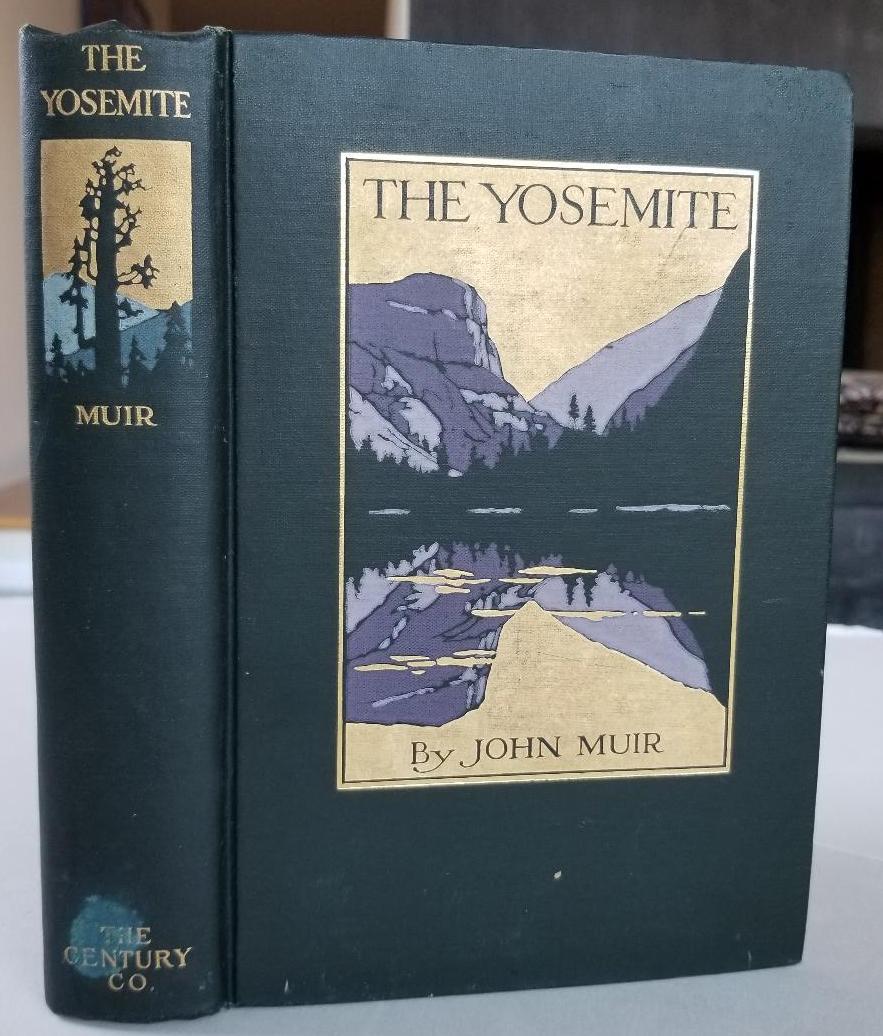 THE
YOSEMITE
MUIR
THE
CENTURY
CO.
THE YOSEMITE
By JOHN MUIR